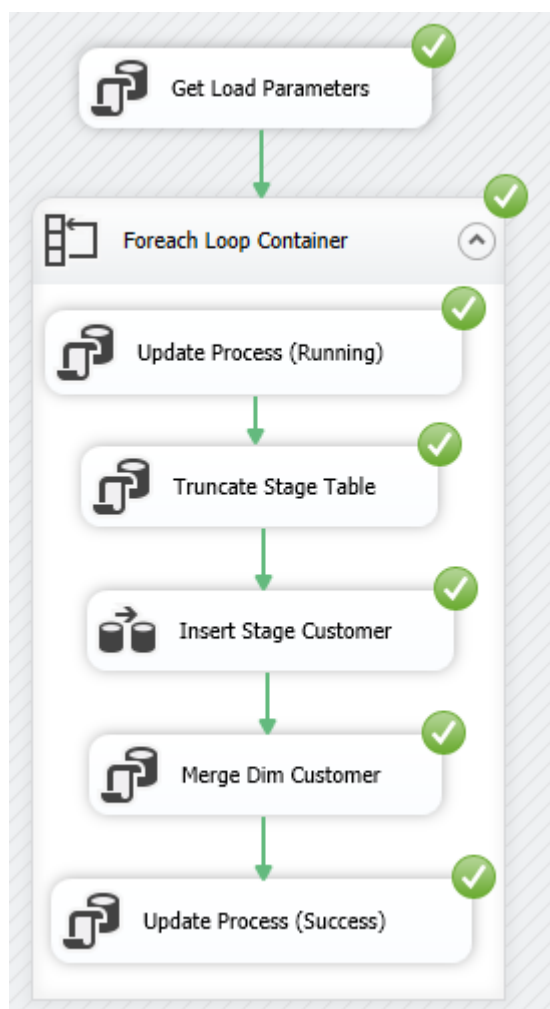 Get Load Parameters
Foreach Loop Container
Update Process (Running)
Truncate Stage Table
Insert Stage Customer
Merge Dim Customer
Update Process (Success)